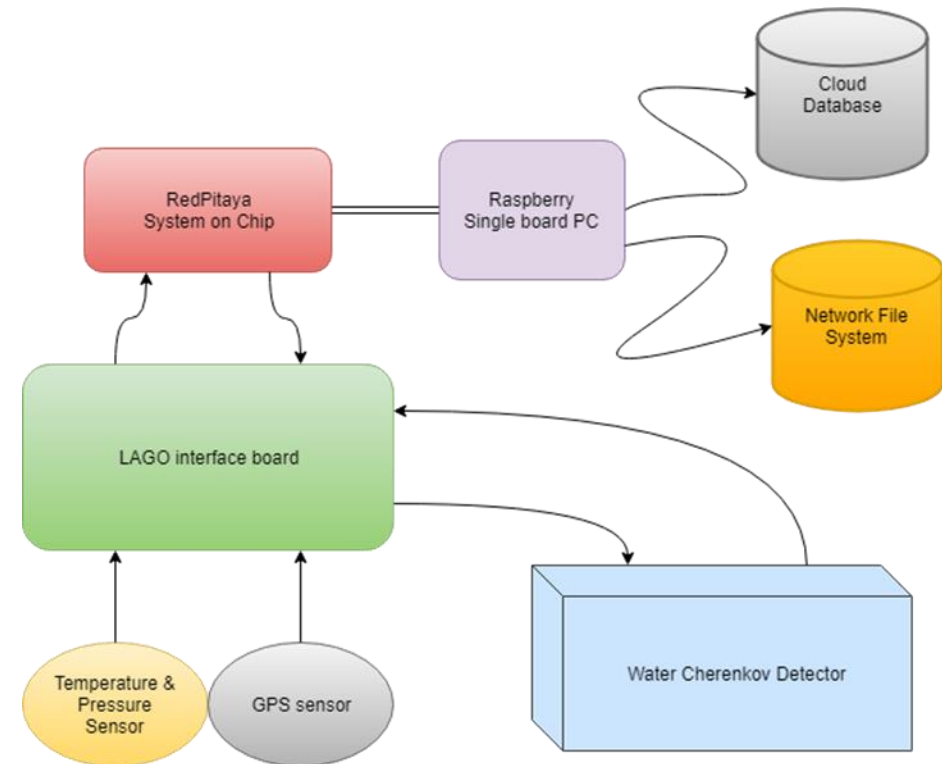 Cloud
Database
RedPitaya
System on Chip
Raspberry
Single board PC
Network File
System
LAGO interface board
Water Cherenkov Detector
Temperature &
Pressure
Sensor
GPS sensor